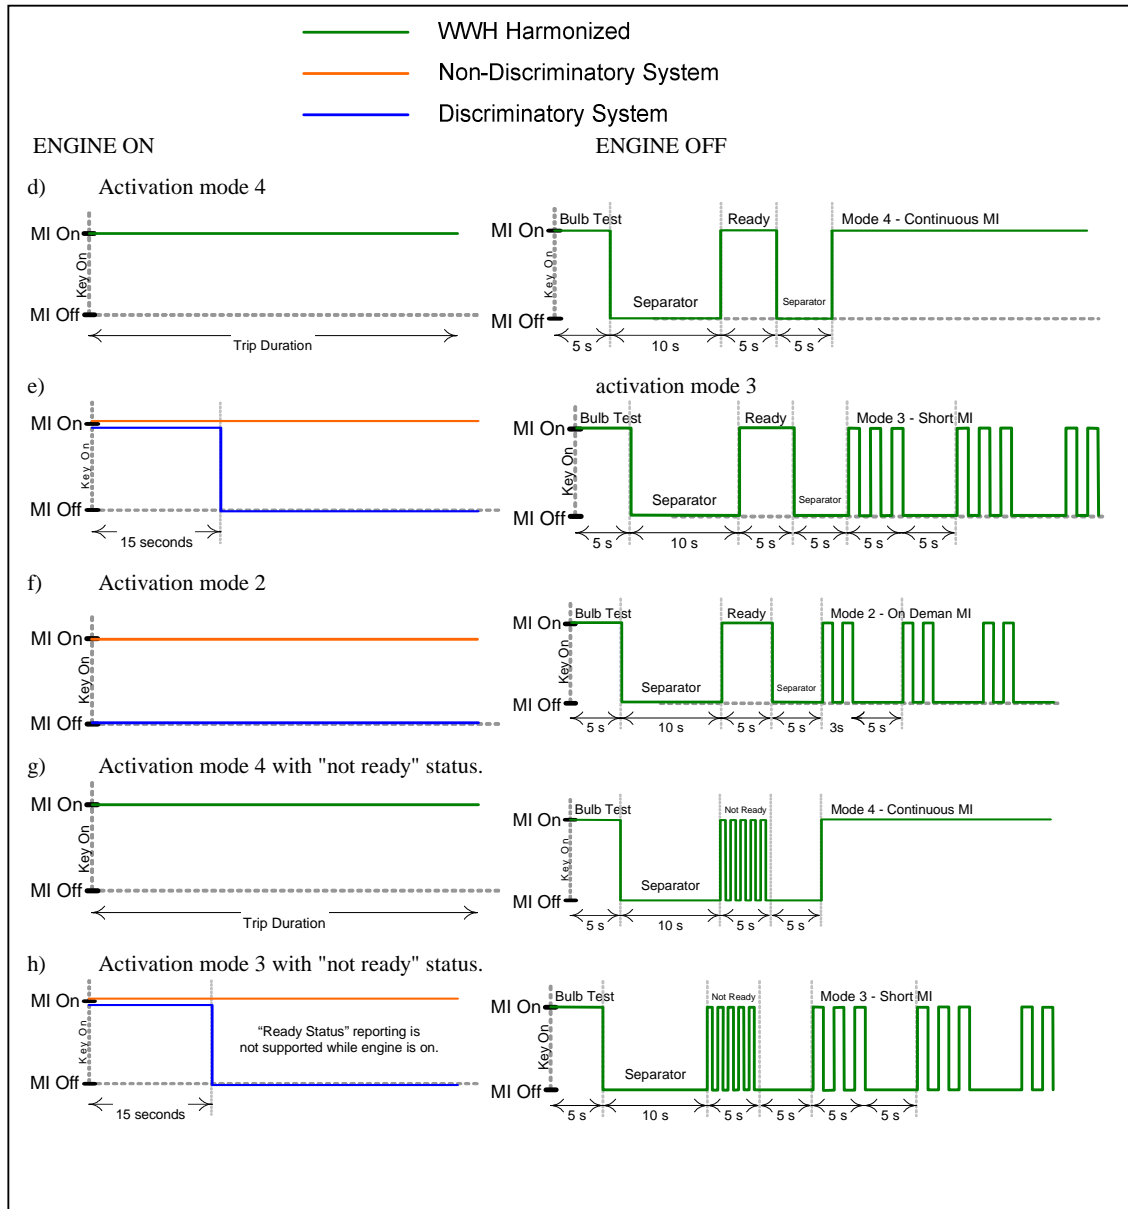 WWH Harmonized
Non-Discriminatory System
Discriminatory System
ENGINE ON
ENGINE OFF
d) Activation mode 4
MI On
Key On
MI Off
Trip Duration
Bulb Test
Ready
Mode 4 - Continuous MI
MI On
Key On
Separator
Separator
MI Off
5 s
10 s
5 s
5 s
e)
activation mode 3
MI On
Key On
MI Off
15 seconds
Bulb Test
Ready
Mode 3 - Short MI
MI On
Key On
Separator
Separator
MI Off
5 s
10 s
5 s
5 s
5 s
5 s
f) Activation mode 2
MI On
Key On
MI Off
Bulb Test
Ready
Mode 2 - On Deman MI
MI On
Key On
Separator
Separator
MI Off
5 s
10 s
5 s
5 s
3s
5 s
g) Activation mode 4 with "not ready" status.
MI On
Key On
MI Off
Trip Duration
Bulb Test
Not Ready
Mode 4 - Continuous MI
MI On
Key On
Separator
MI Off
5 s
10 s
5 s
5 s
h) Activation mode 3 with "not ready" status.
MI On
Key On
“Ready Status” reporting is
not supported while engine is on.
MI Off
15 seconds
Bulb Test
Not Ready
Mode 3 - Short MI
MI On
Key On
Separator
MI Off
5 s
10 s
5 s
5 s
5 s
5 s